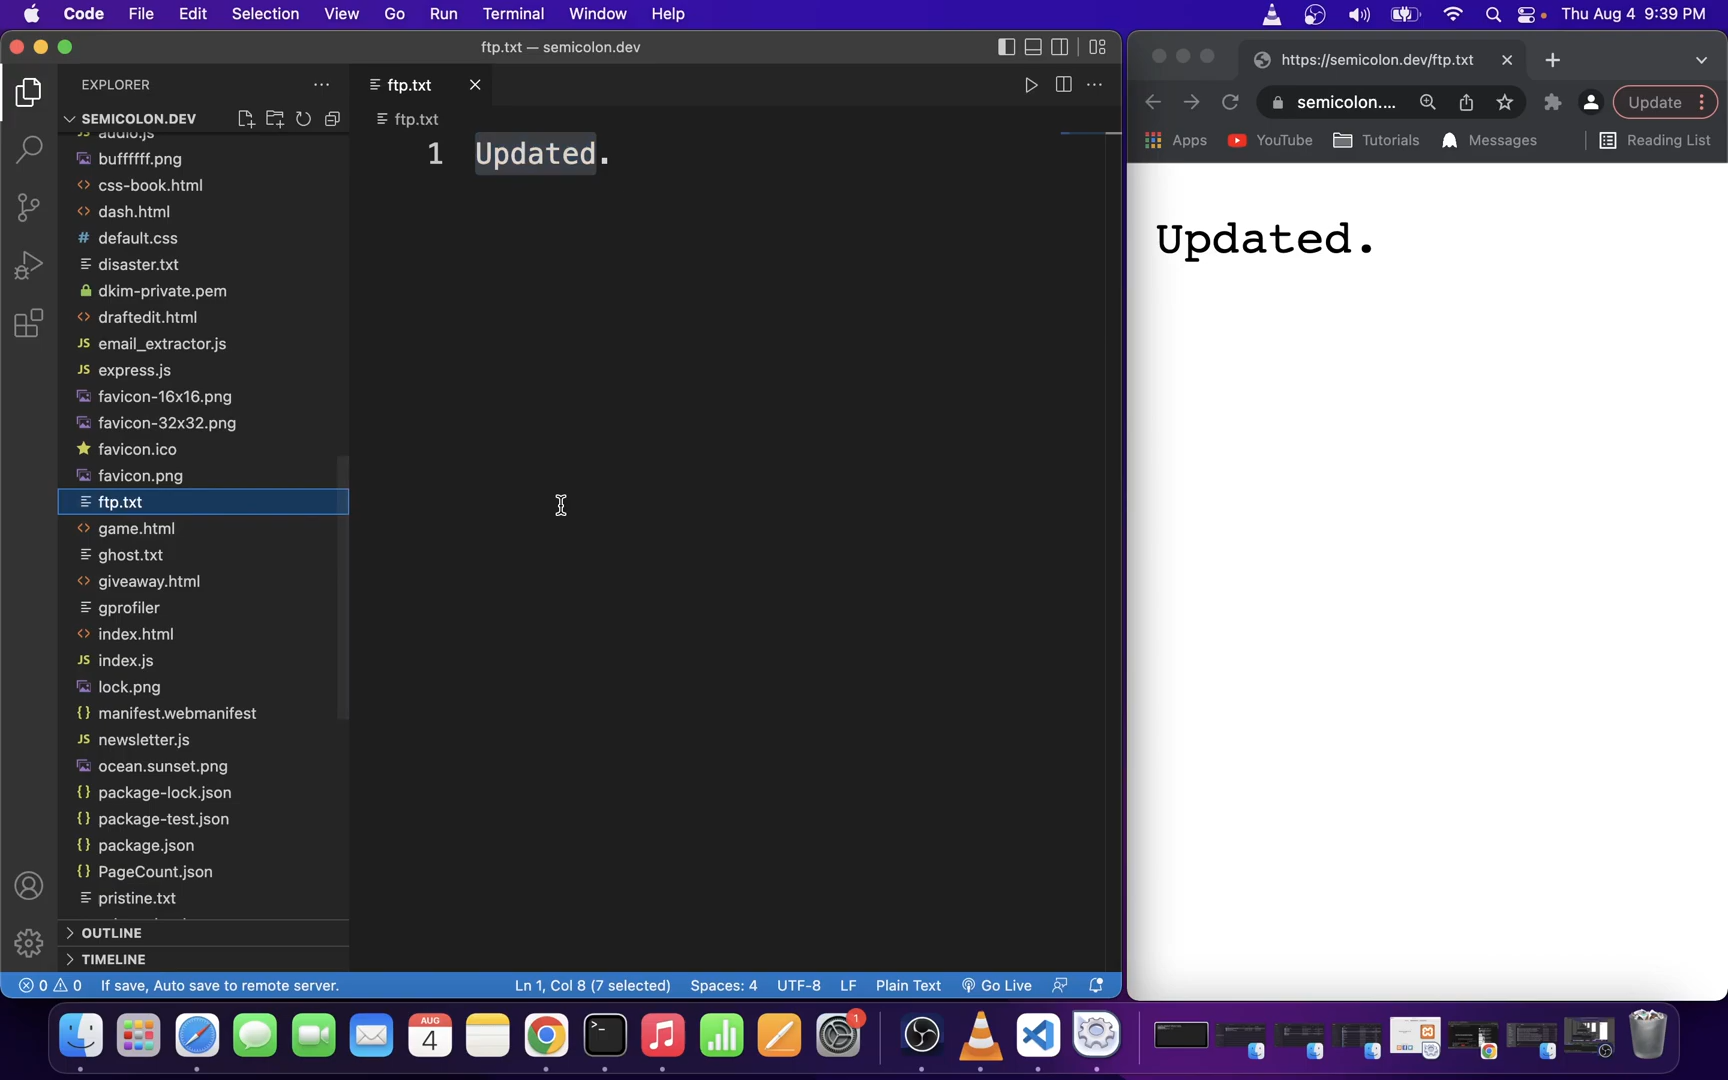 Code File Edit Selection View Go Run Terminal Window Help
Thu Aug 4 9:39 PM
ftp.txt — semicolon.dev
EXPLORER
SEMICOLON.DEV
audio.js
buffffff.png
css-book.html
dash.html
default.css
disaster.txt
dkim-private.pem
draftedit.html
email_extractor.js
express.js
favicon-16x16.png
favicon-32x32.png
favicon.ico
favicon.png
ftp.txt
game.html
ghost.txt
giveaway.html
gprofiler
index.html
index.js
lock.png
manifest.webmanifest
newsletter.js
ocean.sunset.png
package-lock.json
package-test.json
package.json
PageCount.json
pristine.txt
OUTLINE
TIMELINE
ftp.txt
ftp.txt
1 Updated.
0 0 If save, Auto save to remote server.
Ln 1, Col 8 (7 selected) Spaces: 4 UTF-8 LF Plain Text Go Live
https://semicolon.dev/ftp.txt
semicolon.... Update
Apps YouTube Tutorials Messages Reading List
Updated.
AUG
4
1